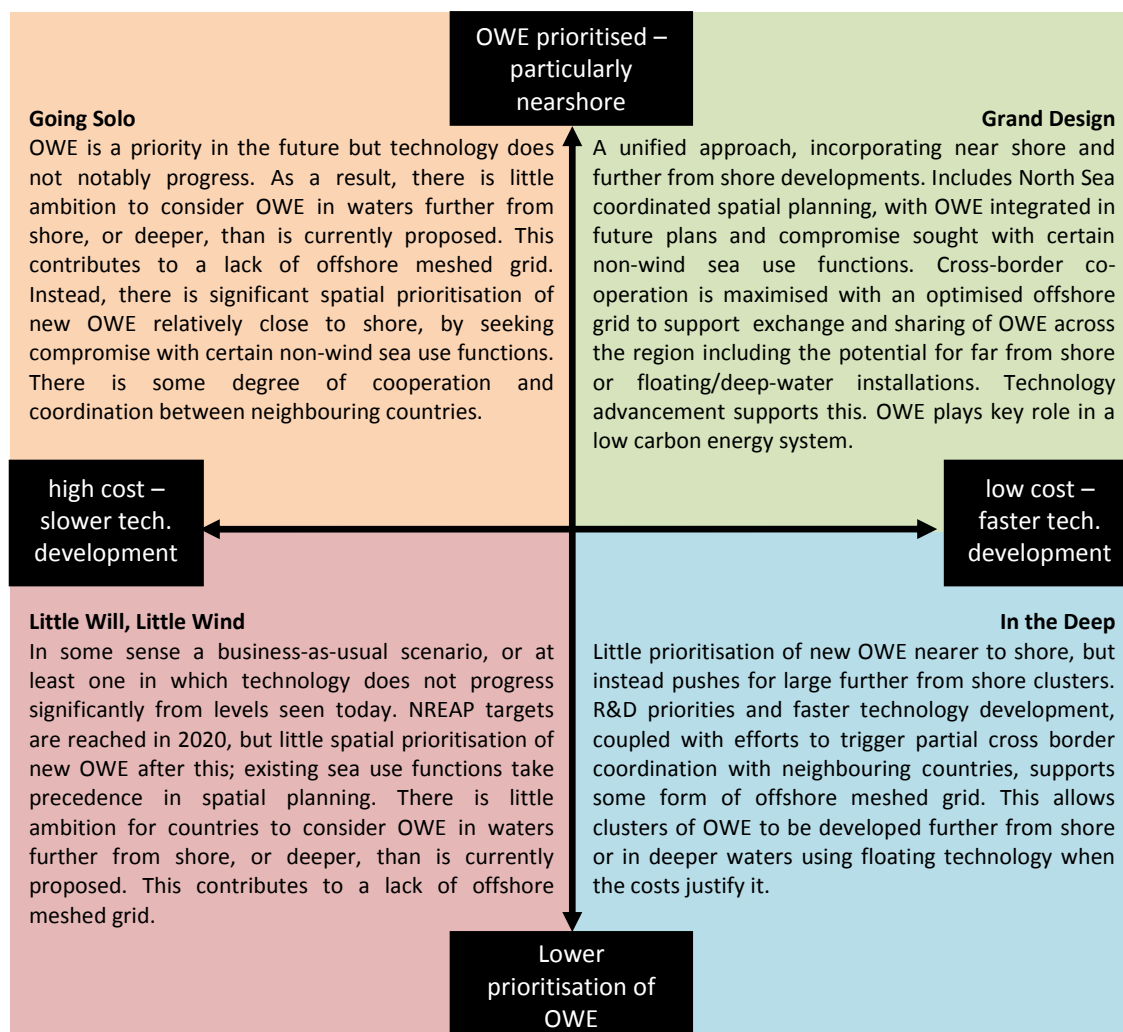 OWE prioritised –
particularly
nearshore
Going Solo
OWE is a priority in the future but technology does
not notably progress. As a result, there is little
ambition to consider OWE in waters further from
shore, or deeper, than is currently proposed. This
contributes to a lack of offshore meshed grid.
Instead, there is significant spatial prioritisation of
new OWE relatively close to shore, by seeking
compromise with certain non-wind sea use functions.
There is some degree of cooperation and
coordination between neighbouring countries.
Grand Design
A unified approach, incorporating near shore and
further from shore developments. Includes North Sea
coordinated spatial planning, with OWE integrated in
future plans and compromise sought with certain
non-wind sea use functions. Cross-border co-
operation is maximised with an optimised offshore
grid to support exchange and sharing of OWE across
the region including the potential for far from shore
or floating/deep-water installations. Technology
advancement supports this. OWE plays key role in a
low carbon energy system.
high cost –
slower tech.
development
low cost –
faster tech.
development
Little Will, Little Wind
In some sense a business-as-usual scenario, or at
least one in which technology does not progress
significantly from levels seen today. NREAP targets
are reached in 2020, but little spatial prioritisation of
new OWE after this; existing sea use functions take
precedence in spatial planning. There is little
ambition for countries to consider OWE in waters
further from shore, or deeper, than is currently
proposed. This contributes to a lack of offshore
meshed grid.
In the Deep
Little prioritisation of new OWE nearer to shore, but
instead pushes for large further from shore clusters.
R&D priorities and faster technology development,
coupled with efforts to trigger partial cross border
coordination with neighbouring countries, supports
some form of offshore meshed grid. This allows
clusters of OWE to be developed further from shore
or in deeper waters using floating technology when
the costs justify it.
Lower
prioritisation of
OWE